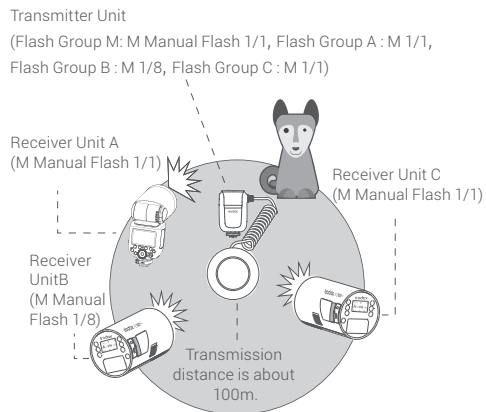 Transmitter Unit
(Flash Group M: M Manual Flash 1/1, Flash Group A : M 1/1,
Flash Group B : M 1/8, Flash Group C : M 1/1)
Receiver Unit A
(M Manual Flash 1/1)
Receiver Unit C
(M Manual Flash 1/1)
Receiver
UnitB
(M Manual
Flash 1/8)
Transmission
distance is about
100m.